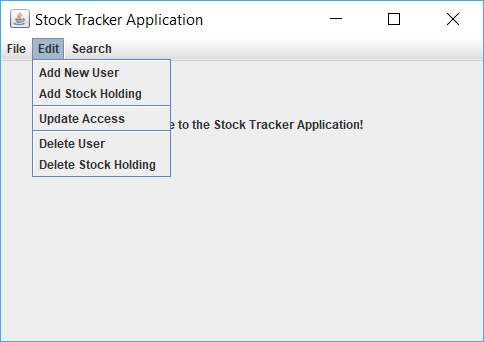 Stock Tracker Application
File Edit Search
Add New User
Add Stock Holding
Update Access
e to the Stock Tracker Application!
Delete User
Delete Stock Holding